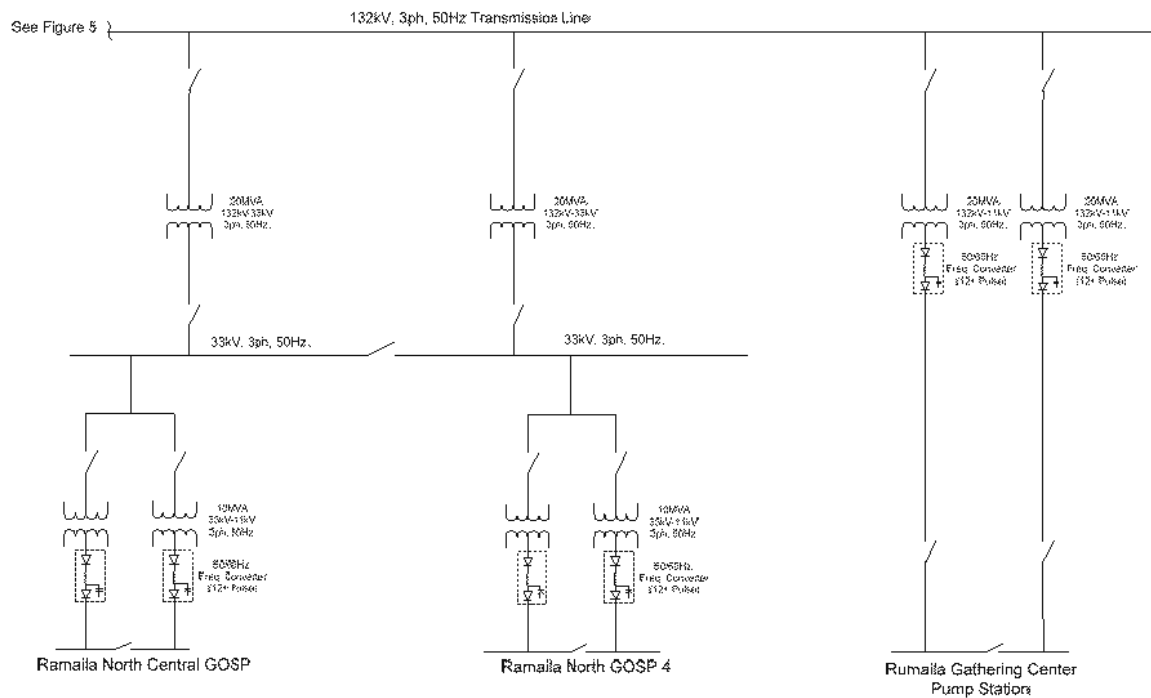 132kV, 3ph, 50Hz Transmission Line
See Figure 5
20MVA
132kV-33kV
3ph, 50Hz.
20MVA
132kV-33kV
3ph, 50Hz.
20MVA
132kV-11kV
3ph, 50Hz.
20MVA
132kV-11kV
3ph, 50Hz.
50/60Hz
Freq Converter
(12+ Pulse)
50/60Hz
Freq Converter
(12+ Pulse)
33kV, 3ph, 50Hz.
33kV, 3ph, 50Hz.
10MVA
33kV-11kV
3ph, 50Hz
10MVA
33kV-11kV
3ph, 50Hz
50/60Hz
Freq Converter
(12+ Pulse)
50/60Hz
Freq Converter
(12+ Pulse)
Ramaila North Central GOSP
Ramaila North GOSP 4
Rumaila Gathering Center
Pump Station